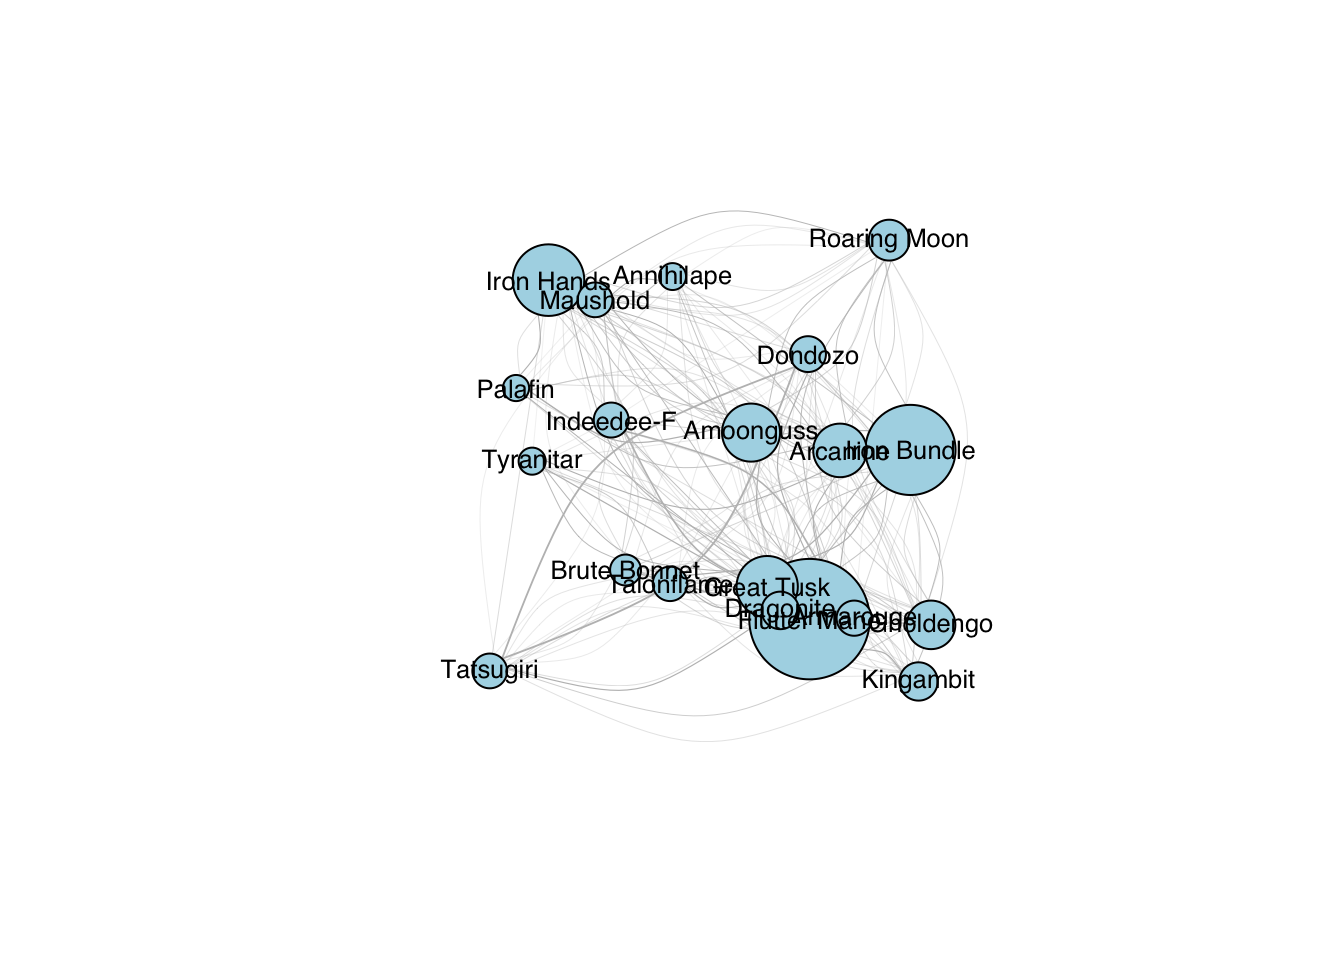 Roaring Moon
Annihilape
Iron Hands
Maushold
Dondozo
Palafin
Indeedee-F
Amoonguss
Arcanine
Iron Bundle
Tyranitar
Brute Bonnet
Talonflame
Great Tusk
Dragonite
Armarouge
Flutter Mane
Gholdengo
Tatsugiri
Kingambit